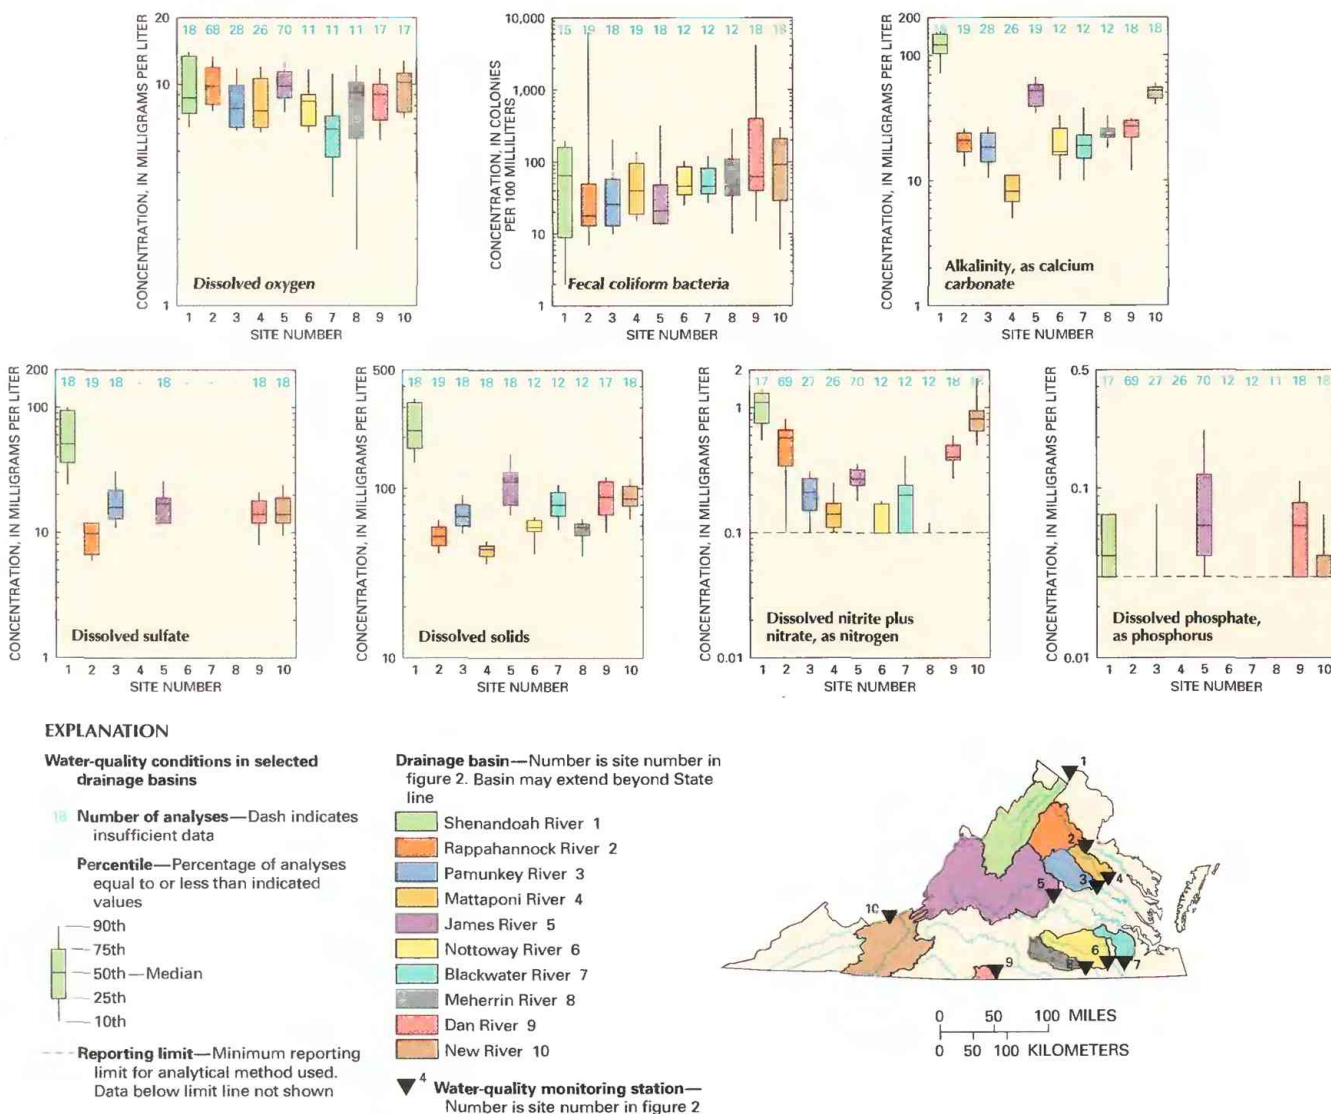 CONCENTRATION, IN MILLIGRAMS PER LITER
20
10
1
18 68 28 26 70 11 11 11 17 17
Dissolved oxygen
1 2 3 4 5 6 7 8 9 10
SITE NUMBER
CONCENTRATION, IN COLONIES
PER 100 MILLILITERS
10,000
1,000
100
10
1
15 19 18 19 18 12 12 12 18 18
Fecal coliform bacteria
1 2 3 4 5 6 7 8 9 10
SITE NUMBER
CONCENTRATION, IN MILLIGRAMS PER LITER
200
100
10
1
19 28 26 19 12 12 12 18 18
Alkalinity, as calcium
carbonate
1 2 3 4 5 6 7 8 9 10
SITE NUMBER
CONCENTRATION, IN MILLIGRAMS PER LITER
200
100
10
1
18 19 18 - 18 - - 18 18
Dissolved sulfate
1 2 3 4 5 6 7 8 9 10
SITE NUMBER
CONCENTRATION, IN MILLIGRAMS PER LITER
500
100
10
18 19 18 18 18 12 12 12 17 18
Dissolved solids
1 2 3 4 5 6 7 8 9 10
SITE NUMBER
CONCENTRATION, IN MILLIGRAMS PER LITER
2
1
0.1
0.01
17 69 27 26 70 12 12 12 18
Dissolved nitrite plus
nitrate, as nitrogen
1 2 3 4 5 6 7 8 9 10
SITE NUMBER
CONCENTRATION, IN MILLIGRAMS PER LITER
0.5
0.1
0.01
17 69 27 26 70 12 12 11 18 18
Dissolved phosphate,
as phosphorus
1 2 3 4 5 6 7 8 9 10
SITE NUMBER
EXPLANATION
Water-quality conditions in selected
drainage basins
18 Number of analyses—Dash indicates
insufficient data
Percentile—Percentage of analyses
equal to or less than indicated
values
90th
75th
50th—Median
25th
10th
Reporting limit—Minimum reporting
limit for analytical method used.
Data below limit line not shown
Drainage basin—Number is site number in
figure 2. Basin may extend beyond State
line
Shenandoah River 1
Rappahannock River 2
Pamunkey River 3
Mattaponi River 4
James River 5
Nottoway River 6
Blackwater River 7
Meherrin River 8
Dan River 9
New River 10
4 Water-quality monitoring station—
Number is site number in figure 2
1
2
3
4
5
10
9
8
6
7
0 50 100 MILES
0 50 100 KILOMETERS